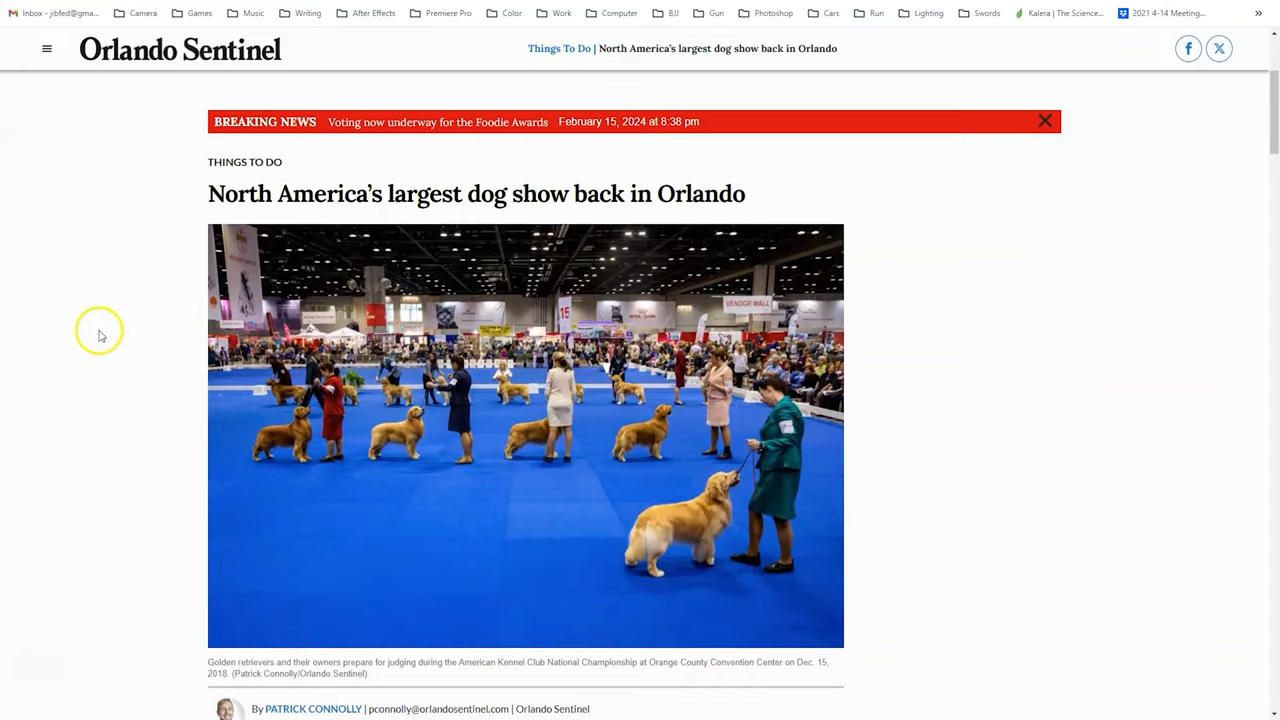 Inbox - jibfed@gma... Camera Games Music Writing After Effects Premiere Pro Color Work Computer BJJ Gun Photoshop Cars Run Lighting Swords Kalera | The Science... 2021 4-14 Meeting... »
Orlando Sentinel Things To Do | North America's largest dog show back in Orlando
BREAKING NEWS Voting now underway for the Foodie Awards February 15, 2024 at 8:38 pm
THINGS TO DO
North America's largest dog show back in Orlando
VENDOR MALL
15
Golden retrievers and their owners prepare for judging during the American Kennel Club National Championship at Orange County Convention Center on Dec. 15,
2018. (Patrick Connolly/Orlando Sentinel)
By PATRICK CONNOLLY | pconnolly@orlandosentinel.com | Orlando Sentinel